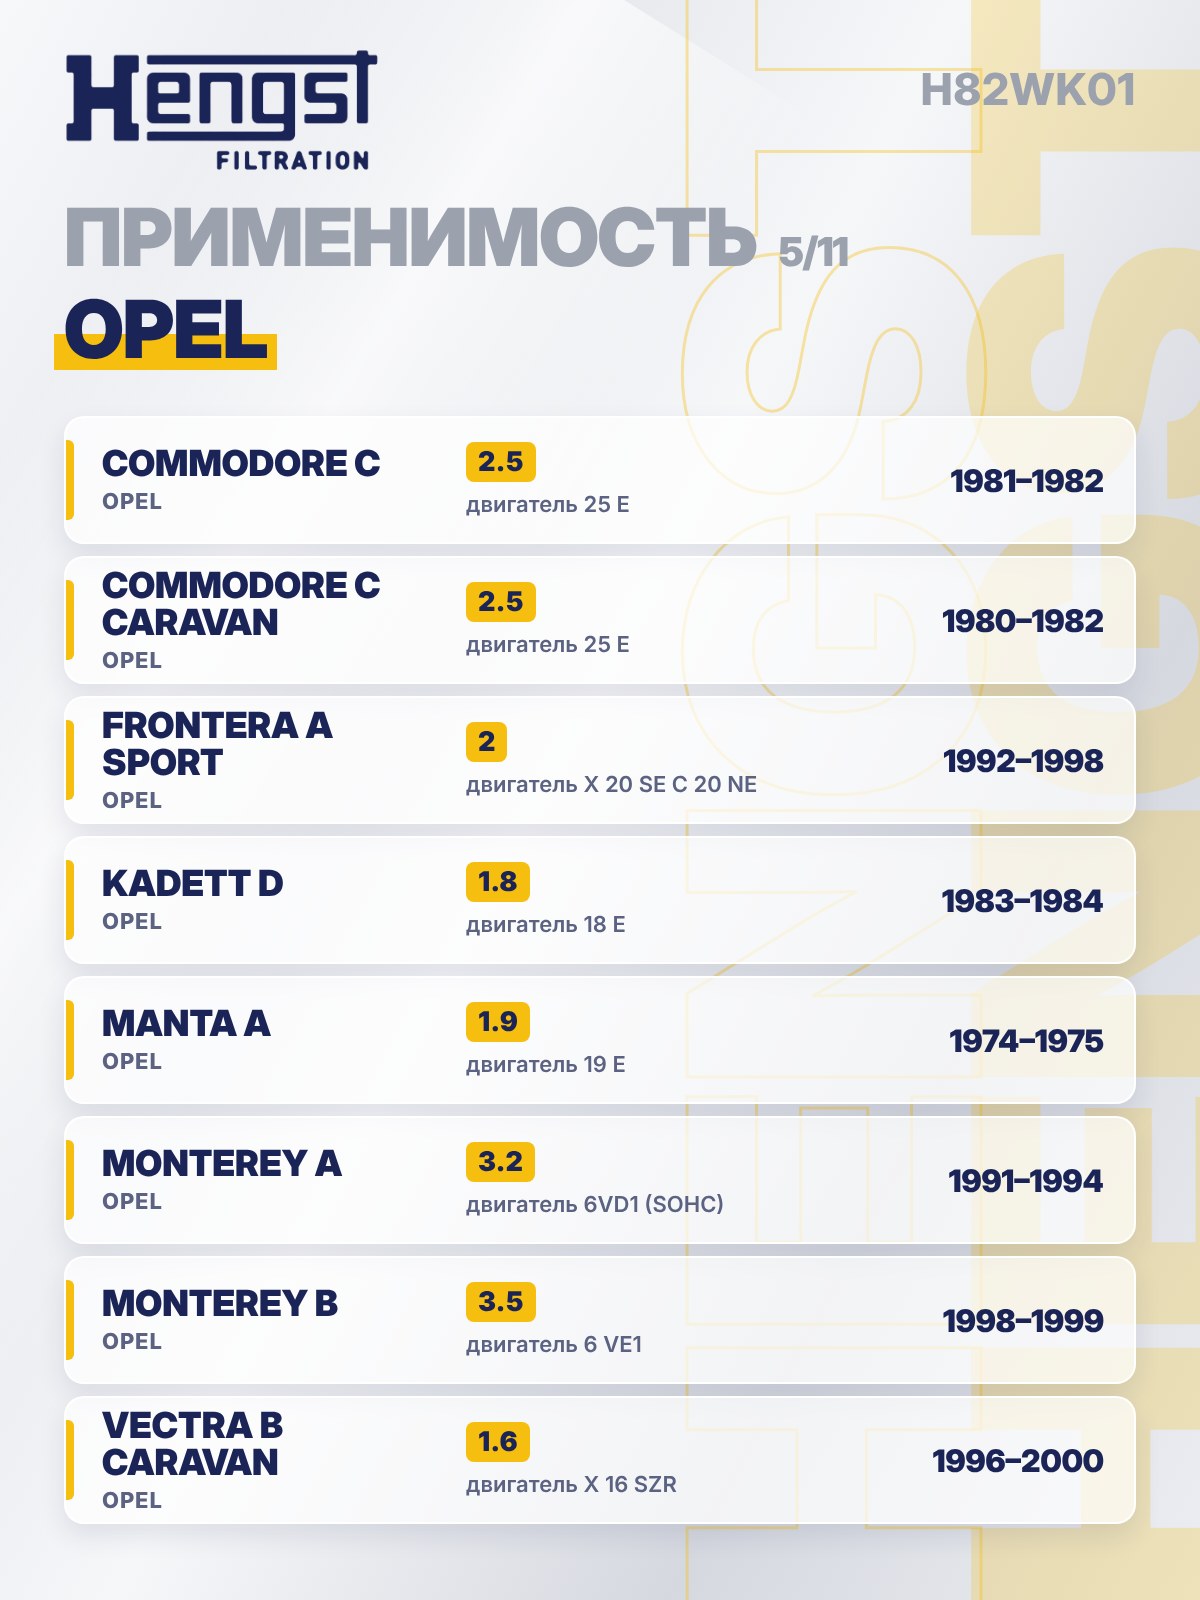 Hengst
FILTRATION
H82WK01
ПРИМЕНИМОСТЬ 5/11
OPEL
COMMODORE C
OPEL
2.5
двигатель 25 E
1981–1982
COMMODORE C
CARAVAN
OPEL
2.5
двигатель 25 E
1980–1982
FRONTERA A
SPORT
OPEL
2
двигатель X 20 SE C 20 NE
1992–1998
KADETT D
OPEL
1.8
двигатель 18 E
1983–1984
MANTA A
OPEL
1.9
двигатель 19 E
1974–1975
MONTEREY A
OPEL
3.2
двигатель 6VD1 (SOHC)
1991–1994
MONTEREY B
OPEL
3.5
двигатель 6 VE1
1998–1999
VECTRA B
CARAVAN
OPEL
1.6
двигатель X 16 SZR
1996–2000
HENGST
HENGST